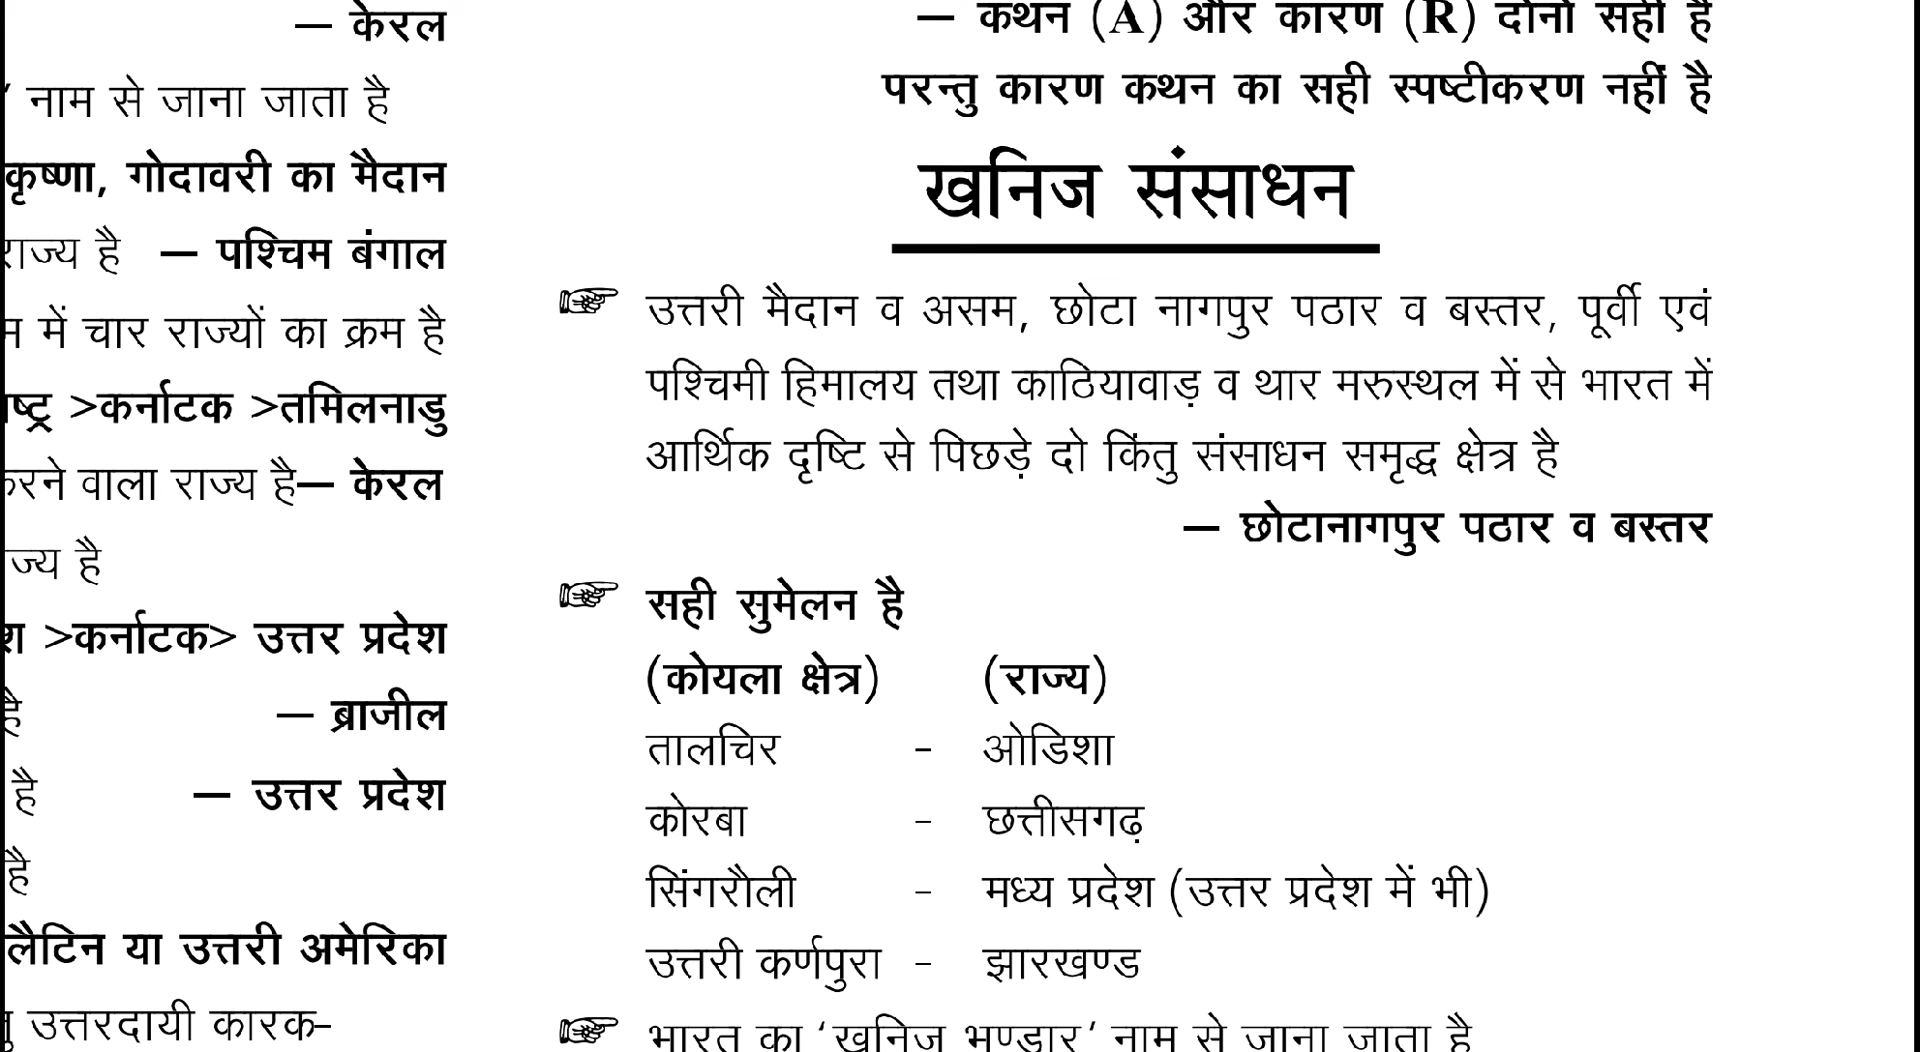 — केरल
’ नाम से जाना जाता है
कृष्णा, गोदावरी का मैदान
राज्य है — पश्चिम बंगाल
में चार राज्यों का क्रम है
>कर्नाटक >तमिलनाडु
करने वाला राज्य है— केरल
है
>कर्नाटक> उत्तर प्रदेश
है — ब्राजील
है — उत्तर प्रदेश
है
लैटिन या उत्तरी अमेरिका
उत्तरदायी कारक–
— कथन (A) और कारण (R) दोनों सही हैं
परन्तु कारण कथन का सही स्पष्टीकरण नहीं है
खनिज संसाधन
☞ उत्तरी मैदान व असम, छोटा नागपुर पठार व बस्तर, पूर्वी एवं
पश्चिमी हिमालय तथा काठियावाड़ व थार मरुस्थल में से भारत में
आर्थिक दृष्टि से पिछड़े दो किंतु संसाधन समृद्ध क्षेत्र है
— छोटानागपुर पठार व बस्तर
☞ सही सुमेलन है
(कोयला क्षेत्र) (राज्य)
तालचिर - ओडिशा
कोरबा - छत्तीसगढ़
सिंगरौली - मध्य प्रदेश (उत्तर प्रदेश में भी)
उत्तरी कर्णपुरा - झारखण्ड
☞ भारत का ‘खनिज भण्डार’ नाम से जाना जाता है